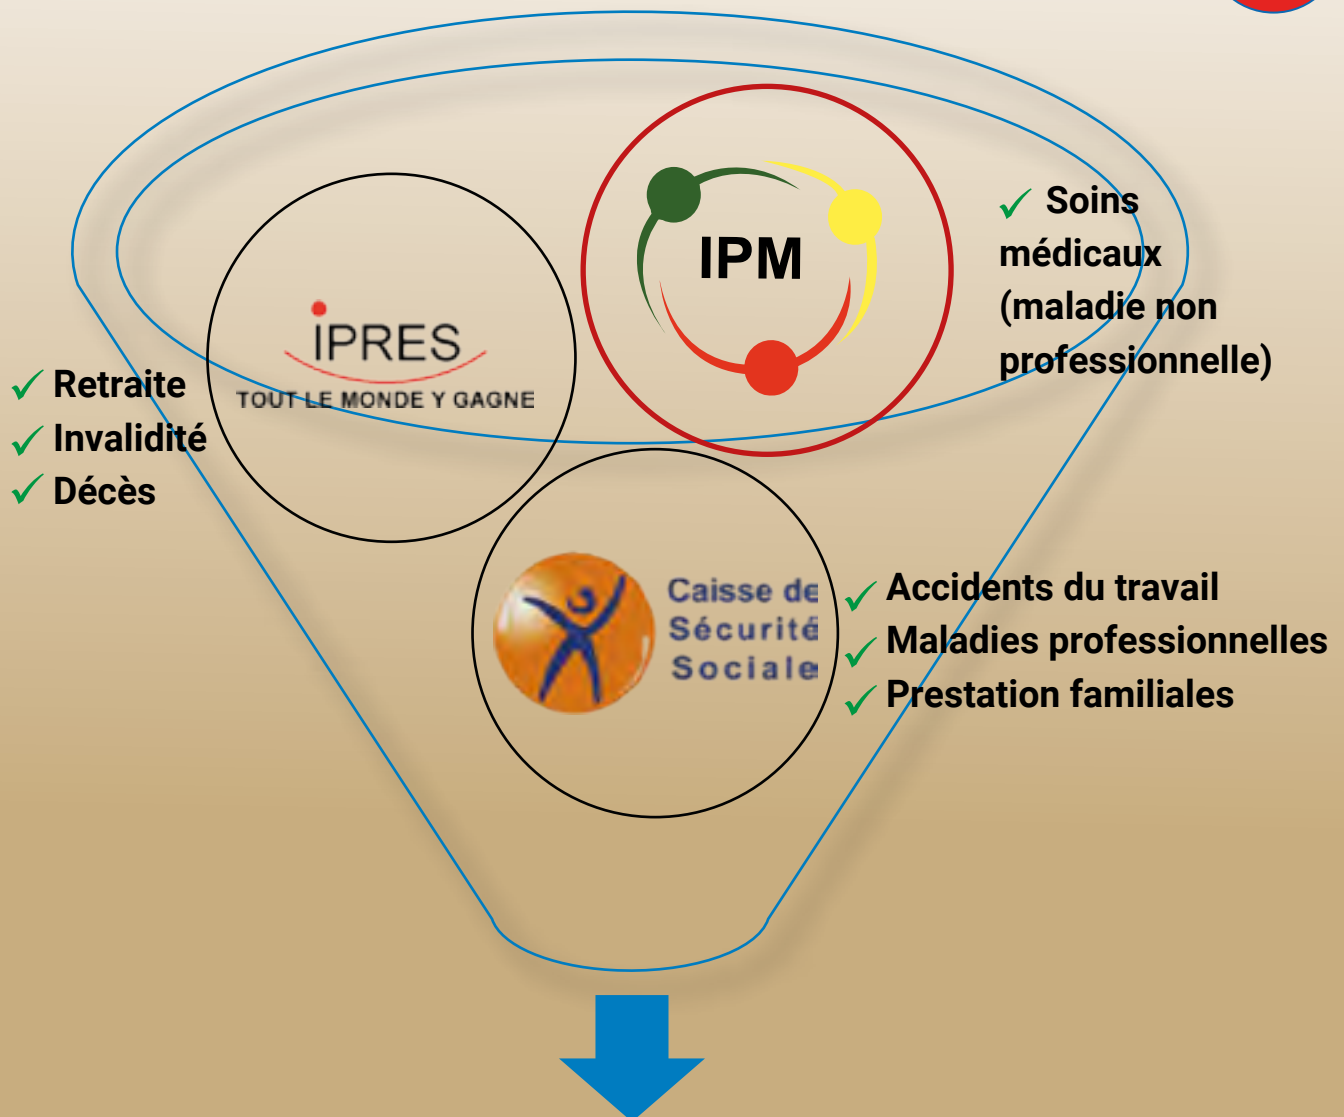 IPM
Soins
médicaux
(maladie non
professionnelle)
iPRES
TOUT LE MONDE Y GAGNE
Retraite
Invalidité
Décès
Caisse de
Sécurité
Sociale
Accidents du travail
Maladies professionnelles
Prestation familiales